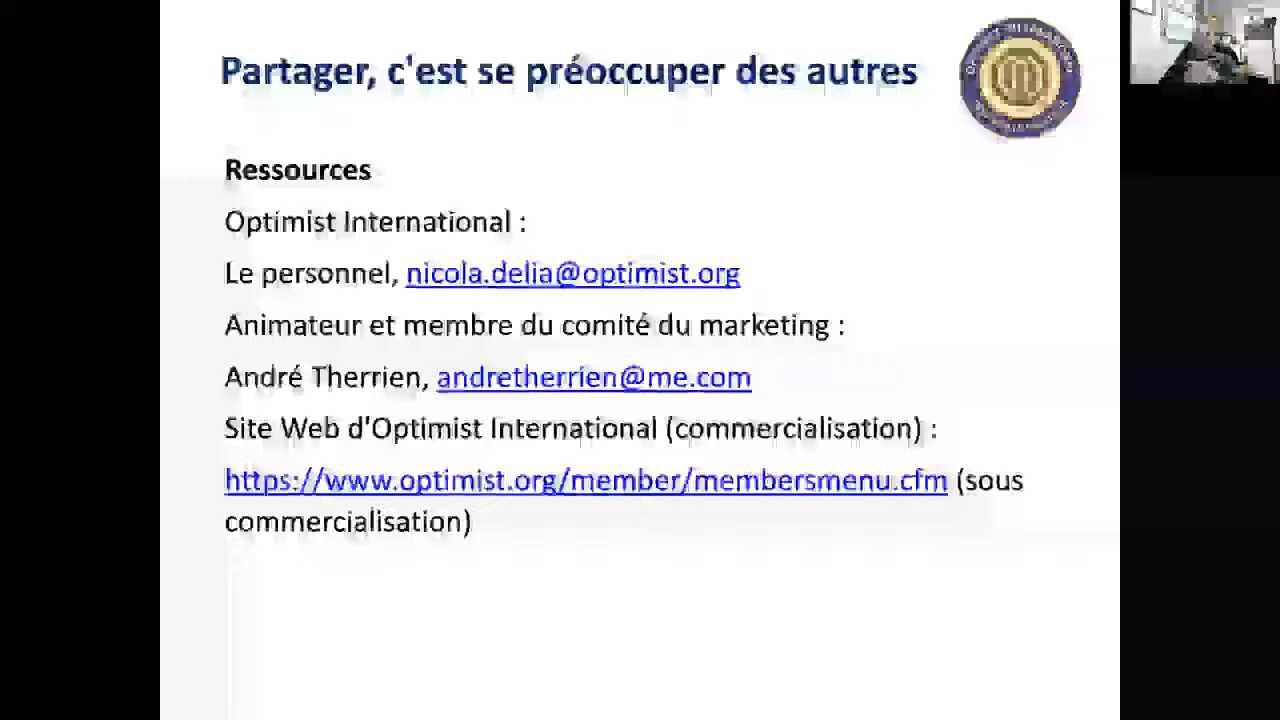 Partager, c'est se préoccuper des autres
Ressources
Optimist International :
Le personnel, nicola.delia@optimist.org
Animateur et membre du comité du marketing :
André Therrien, andretherrien@me.com
Site Web d'Optimist International (commercialisation) :
https://www.optimist.org/member/membersmenu.cfm (sous
commercialisation)